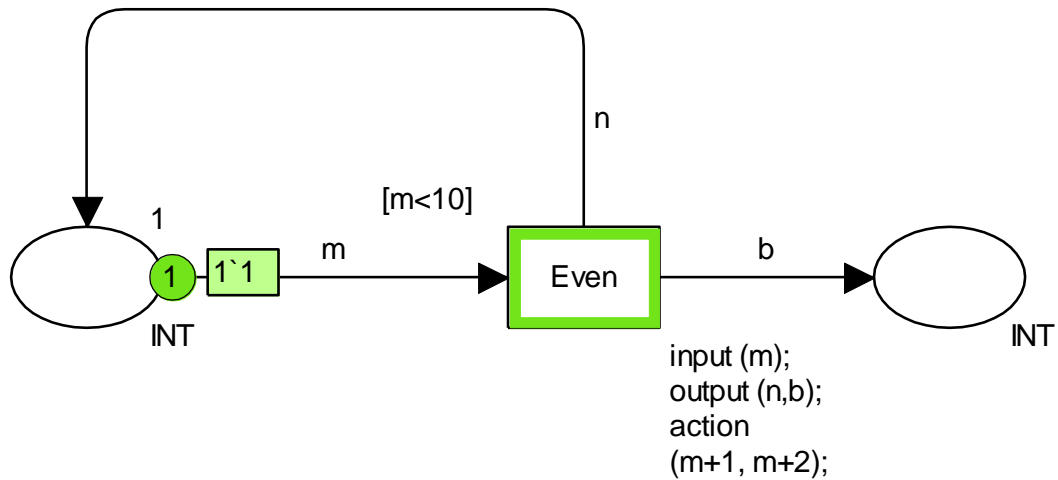 n
[m<10]
1
1
1`1
m
Even
b
INT
INT
input (m);
output (n,b);
action
(m+1, m+2);